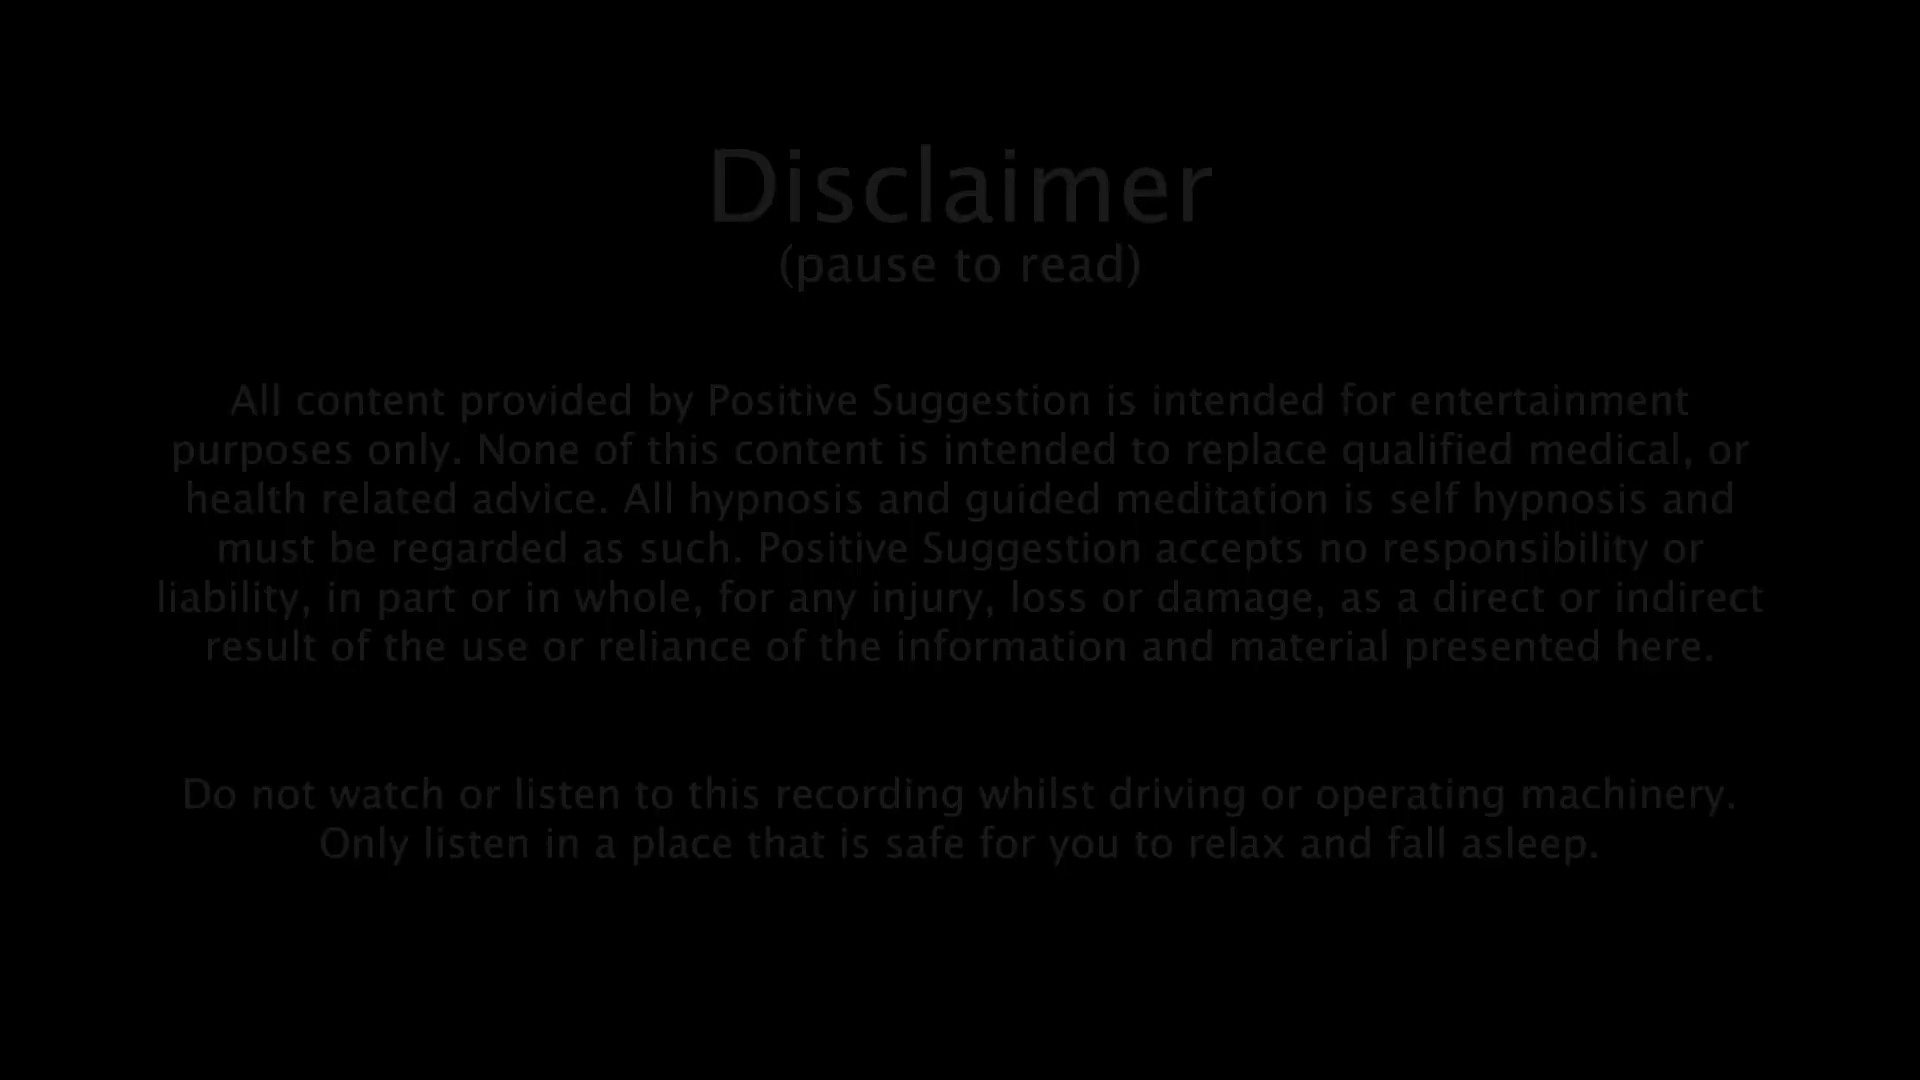 Disclaimer
(pause to read)
All content provided by Positive Suggestion is intended for entertainment
purposes only. None of this content is intended to replace qualified medical, or
health related advice. All hypnosis and guided meditation is self hypnosis and
must be regarded as such. Positive Suggestion accepts no responsibility or
liability, in part or in whole, for any injury, loss or damage, as a direct or indirect
result of the use or reliance of the information and material presented here.
Do not watch or listen to this recording whilst driving or operating machinery.
Only listen in a place that is safe for you to relax and fall asleep.